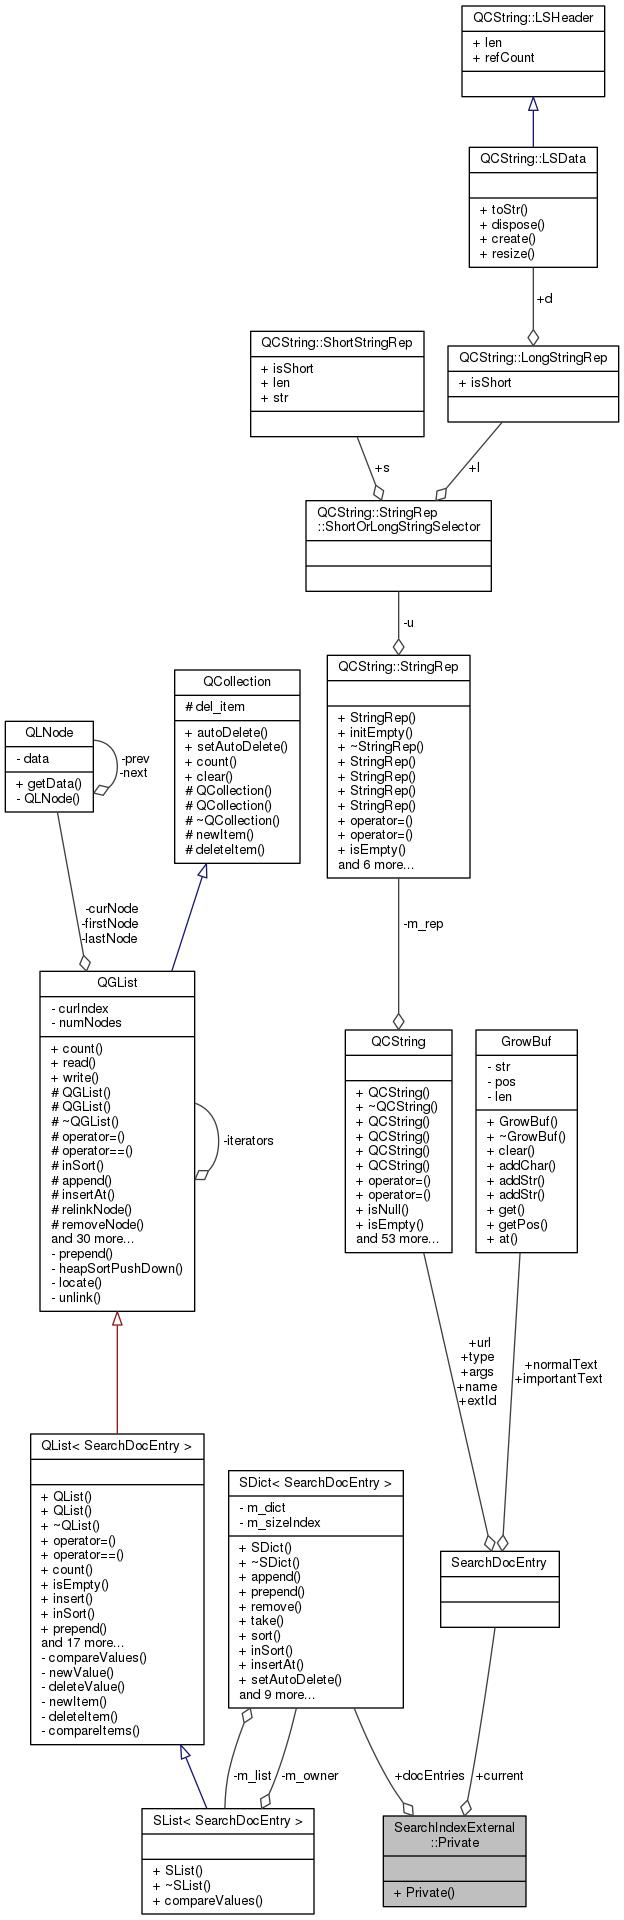 QCString::LSHeader
+ len
+ refCount
QCString::LSData
+ toStr()
+ dispose()
+ create()
+ resize()
+d
QCString::ShortStringRep
+ isShort
+ len
+ str
QCString::LongStringRep
+ isShort
+s
+l
QCString::StringRep
::ShortOrLongStringSelector
-u
QCString::StringRep
+ StringRep()
+ initEmpty()
+ ~StringRep()
+ StringRep()
+ StringRep()
+ StringRep()
+ StringRep()
+ operator=()
+ operator=()
+ isEmpty()
and 6 more...
QCollection
# del_item
+ autoDelete()
+ setAutoDelete()
+ count()
+ clear()
# QCollection()
# QCollection()
# ~QCollection()
# newItem()
# deleteItem()
QLNode
- data
+ getData()
- QLNode()
-prev
-next
-curNode
-firstNode
-lastNode
-m_rep
QGList
- curIndex
- numNodes
+ count()
+ read()
+ write()
# QGList()
# QGList()
# ~QGList()
# operator=()
# operator==()
# inSort()
# append()
# insertAt()
# relinkNode()
# removeNode()
and 30 more...
- prepend()
- heapSortPushDown()
- locate()
- unlink()
-iterators
QCString
+ QCString()
+ ~QCString()
+ QCString()
+ QCString()
+ QCString()
+ QCString()
+ operator=()
+ operator=()
+ isNull()
+ isEmpty()
and 53 more...
GrowBuf
- str
- pos
- len
+ GrowBuf()
+ ~GrowBuf()
+ clear()
+ addChar()
+ addStr()
+ addStr()
+ get()
+ getPos()
+ at()
+url
+type
+args
+name
+extId
+normalText
+importantText
QList< SearchDocEntry >
+ QList()
+ QList()
+ ~QList()
+ operator=()
+ operator==()
+ count()
+ isEmpty()
+ insert()
+ inSort()
+ prepend()
and 17 more...
- compareValues()
- newValue()
- deleteValue()
- newItem()
- deleteItem()
- compareItems()
SDict< SearchDocEntry >
- m_dict
- m_sizeIndex
+ SDict()
+ ~SDict()
+ append()
+ prepend()
+ remove()
+ take()
+ sort()
+ inSort()
+ insertAt()
+ setAutoDelete()
and 9 more...
SearchDocEntry
-m_list
-m_owner
+docEntries
+current
SList< SearchDocEntry >
+ SList()
+ ~SList()
+ compareValues()
SearchIndexExternal
::Private
+ Private()